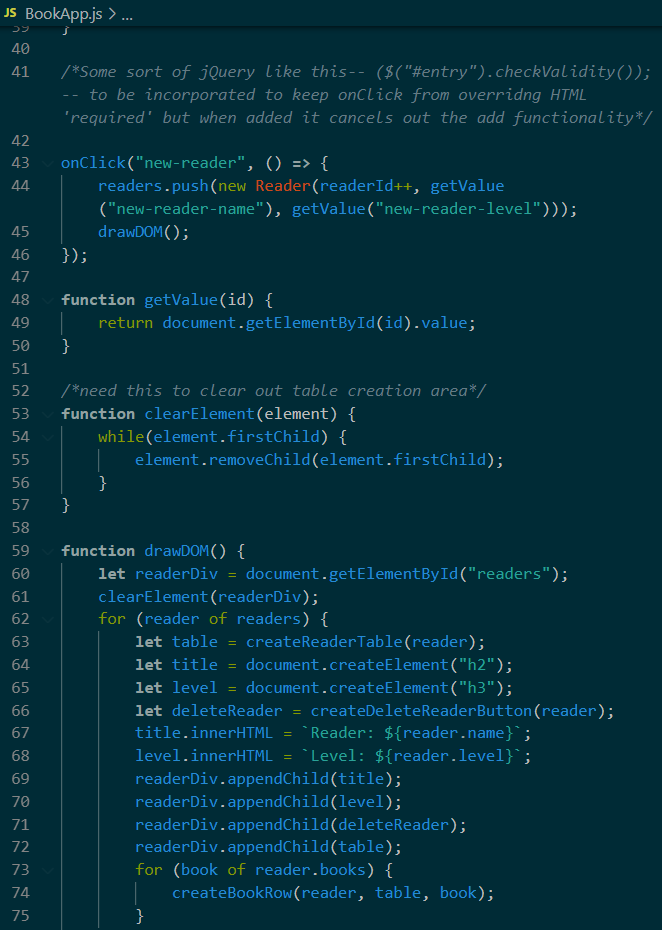 JS BookApp.js > ...
39 }
40
41 /*Some sort of jQuery like this-- ($("#entry").checkValidity());
-- to be incorporated to keep onClick from overridng HTML
'required' but when added it cancels out the add functionality*/
42
43 onClick("new-reader", () => {
44 readers.push(new Reader(readerId++, getValue
("new-reader-name"), getValue("new-reader-level")));
45 drawDOM();
46 });
47
48 function getValue(id) {
49 return document.getElementById(id).value;
50 }
51
52 /*need this to clear out table creation area*/
53 function clearElement(element) {
54 while(element.firstChild) {
55 element.removeChild(element.firstChild);
56 }
57 }
58
59 function drawDOM() {
60 let readerDiv = document.getElementById("readers");
61 clearElement(readerDiv);
62 for (reader of readers) {
63 let table = createReaderTable(reader);
64 let title = document.createElement("h2");
65 let level = document.createElement("h3");
66 let deleteReader = createDeleteReaderButton(reader);
67 title.innerHTML = `Reader: ${reader.name}`;
68 level.innerHTML = `Level: ${reader.level}`;
69 readerDiv.appendChild(title);
70 readerDiv.appendChild(level);
71 readerDiv.appendChild(deleteReader);
72 readerDiv.appendChild(table);
73 for (book of reader.books) {
74 createBookRow(reader, table, book);
75 }